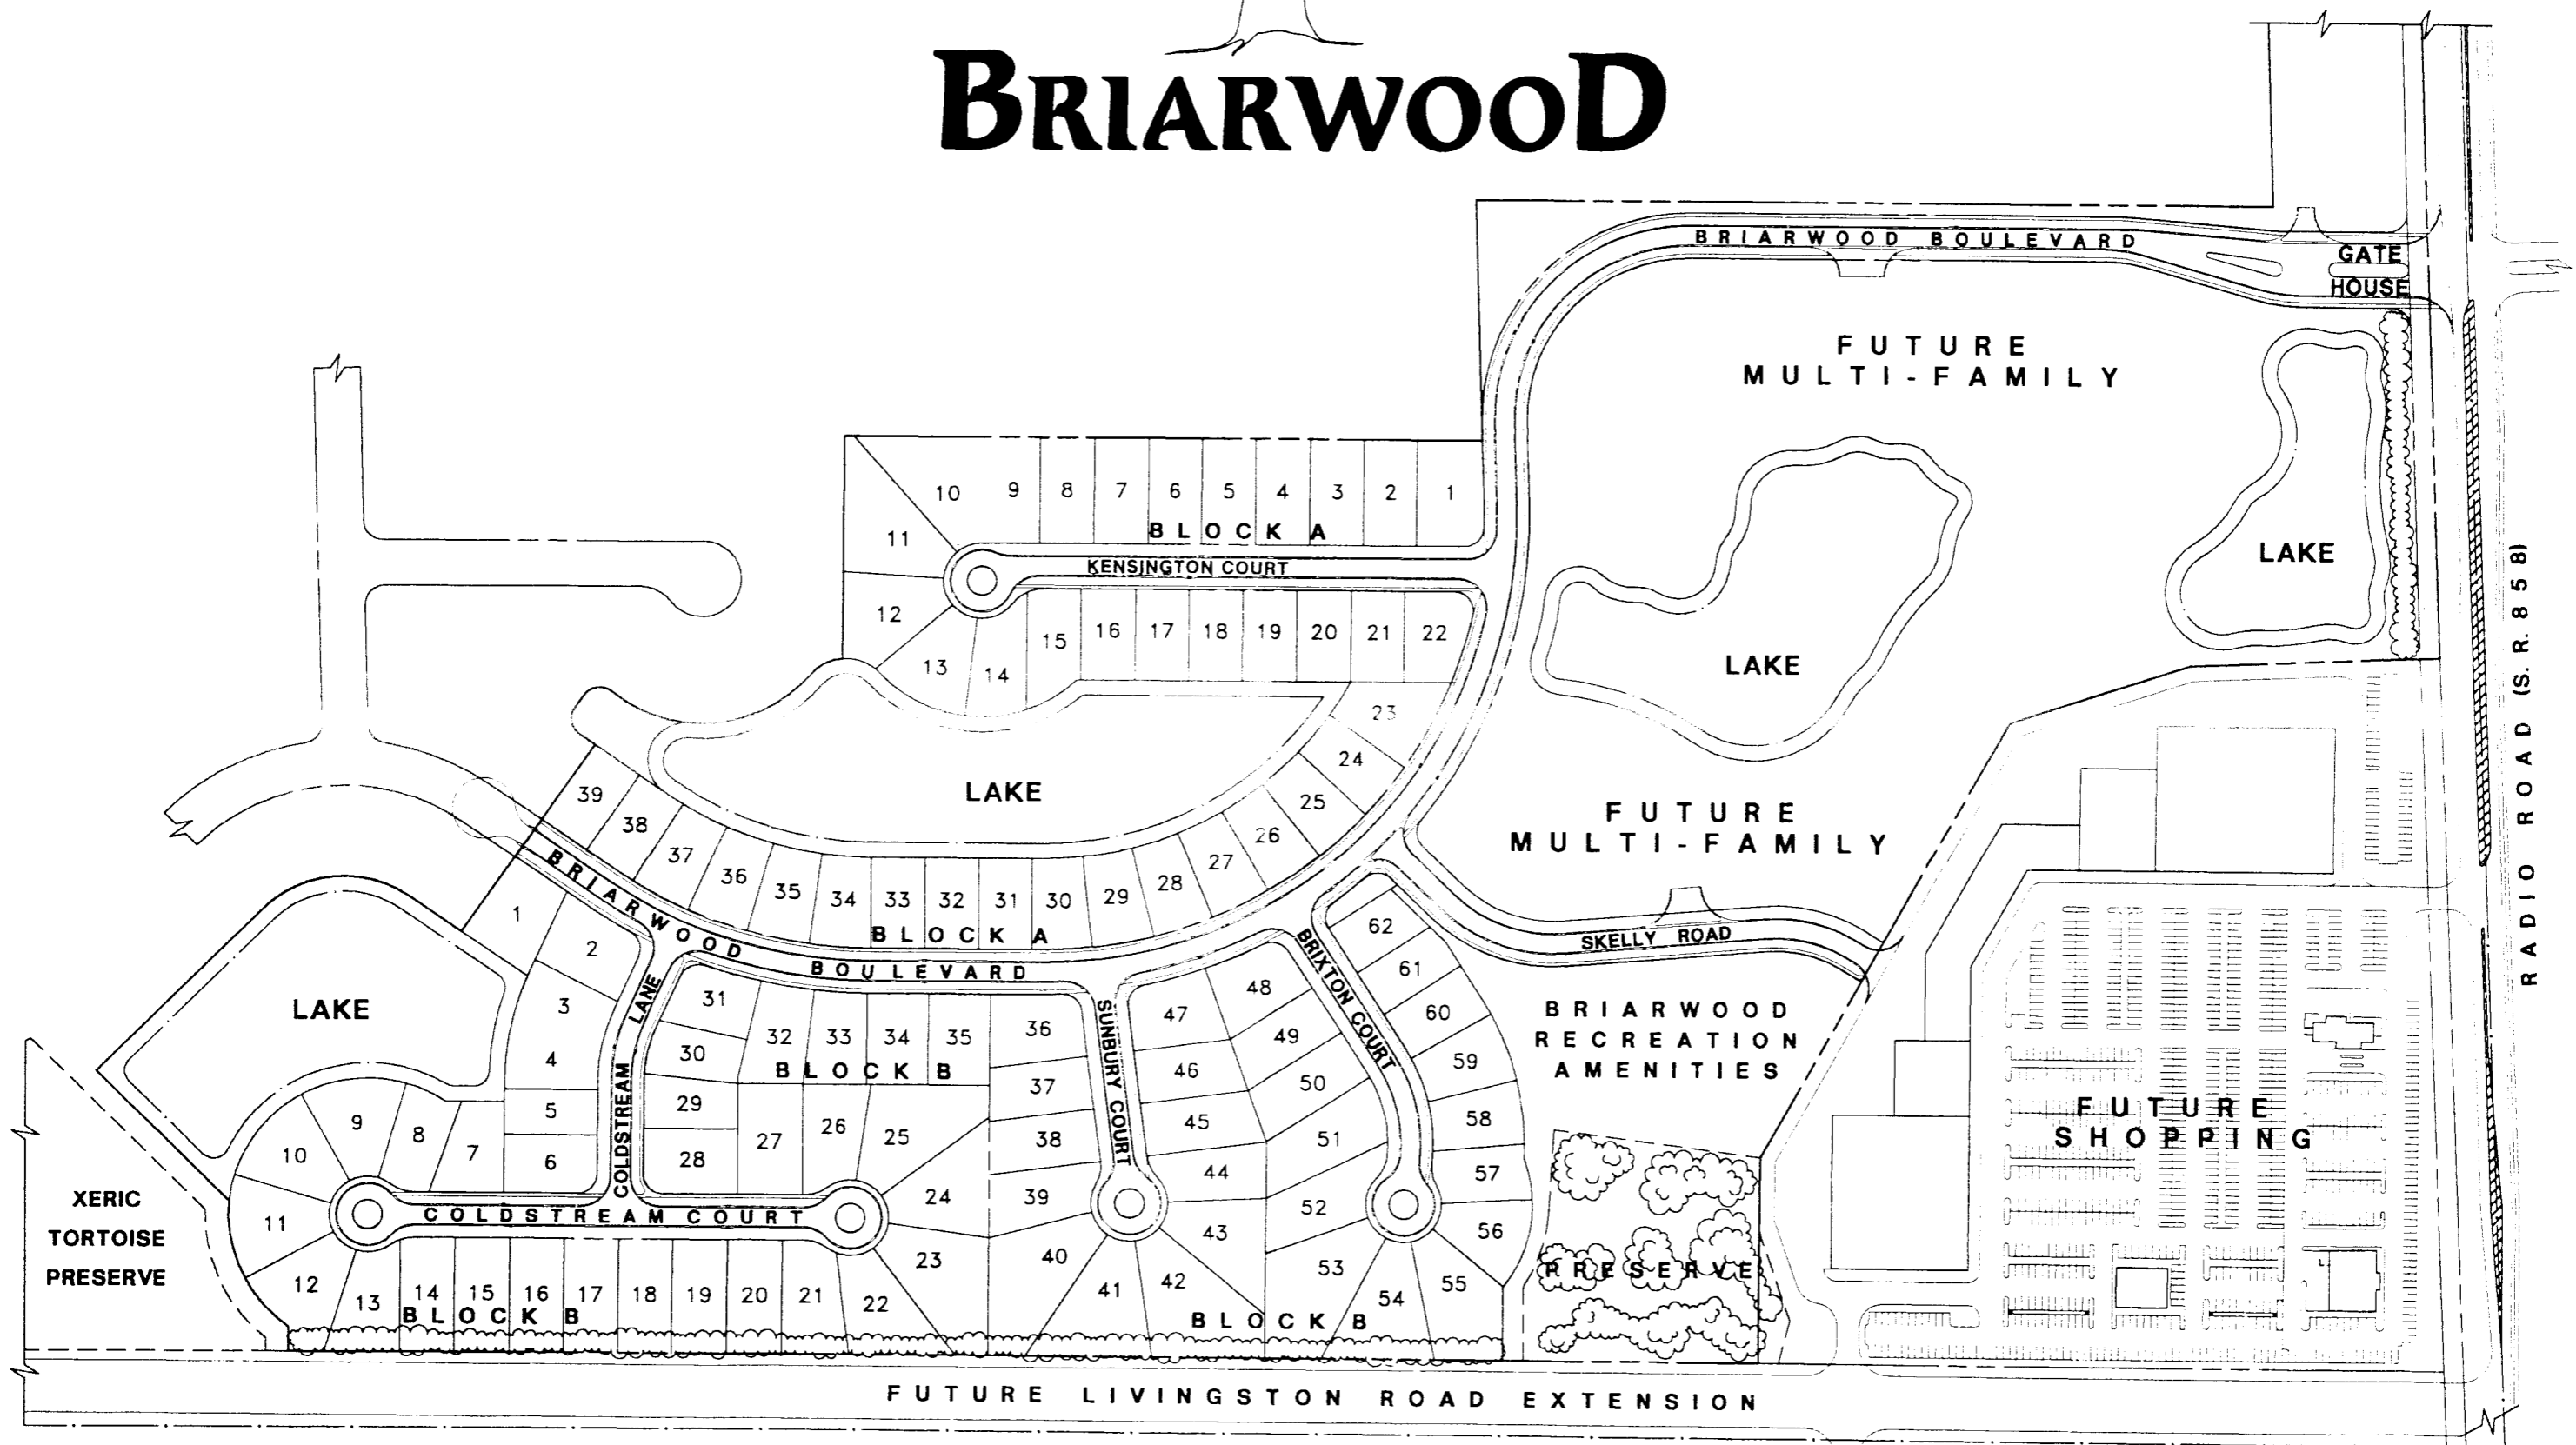 BRIARWOOD
BRIARWOOD BOULEVARD
GATE
HOUSE
FUTURE
MULTI-FAMILY
10 9 8 7 6 5 4 3 2 1
BLOCK A
11
KENSINGTON COURT
12
13 14 15 16 17 18 19 20 21 22
LAKE
LAKE
RADIO ROAD (S.R. 858)
23
24
25
26
27
28
29
30
31
32
33
34
35
36
37
38
39
LAKE
BLOCK A
FUTURE
MULTI-FAMILY
BRIARWOOD BOULEVARD
SKELLY ROAD
BRIXTON COURT
SUNBURY COURT
COLDSTREAM LANE
LAKE
1
2
3
4
5
6
7
8
9
10
11
12
13
14 15 16 17 18 19 20 21
BLOCK B
22
23
24
25
26
27
28
29
30
31
32 33 34 35
BLOCK B
36
37
38
39
40
41
42
43
44
45
46
47
48
49
50
51
52
53
54
55
56
57
58
59
60
61
62
BLOCK B
COLDSTREAM COURT
XERIC
TORTOISE
PRESERVE
BRIARWOOD
RECREATION
AMENITIES
PRESERVE
FUTURE
SHOPPING
FUTURE LIVINGSTON ROAD EXTENSION